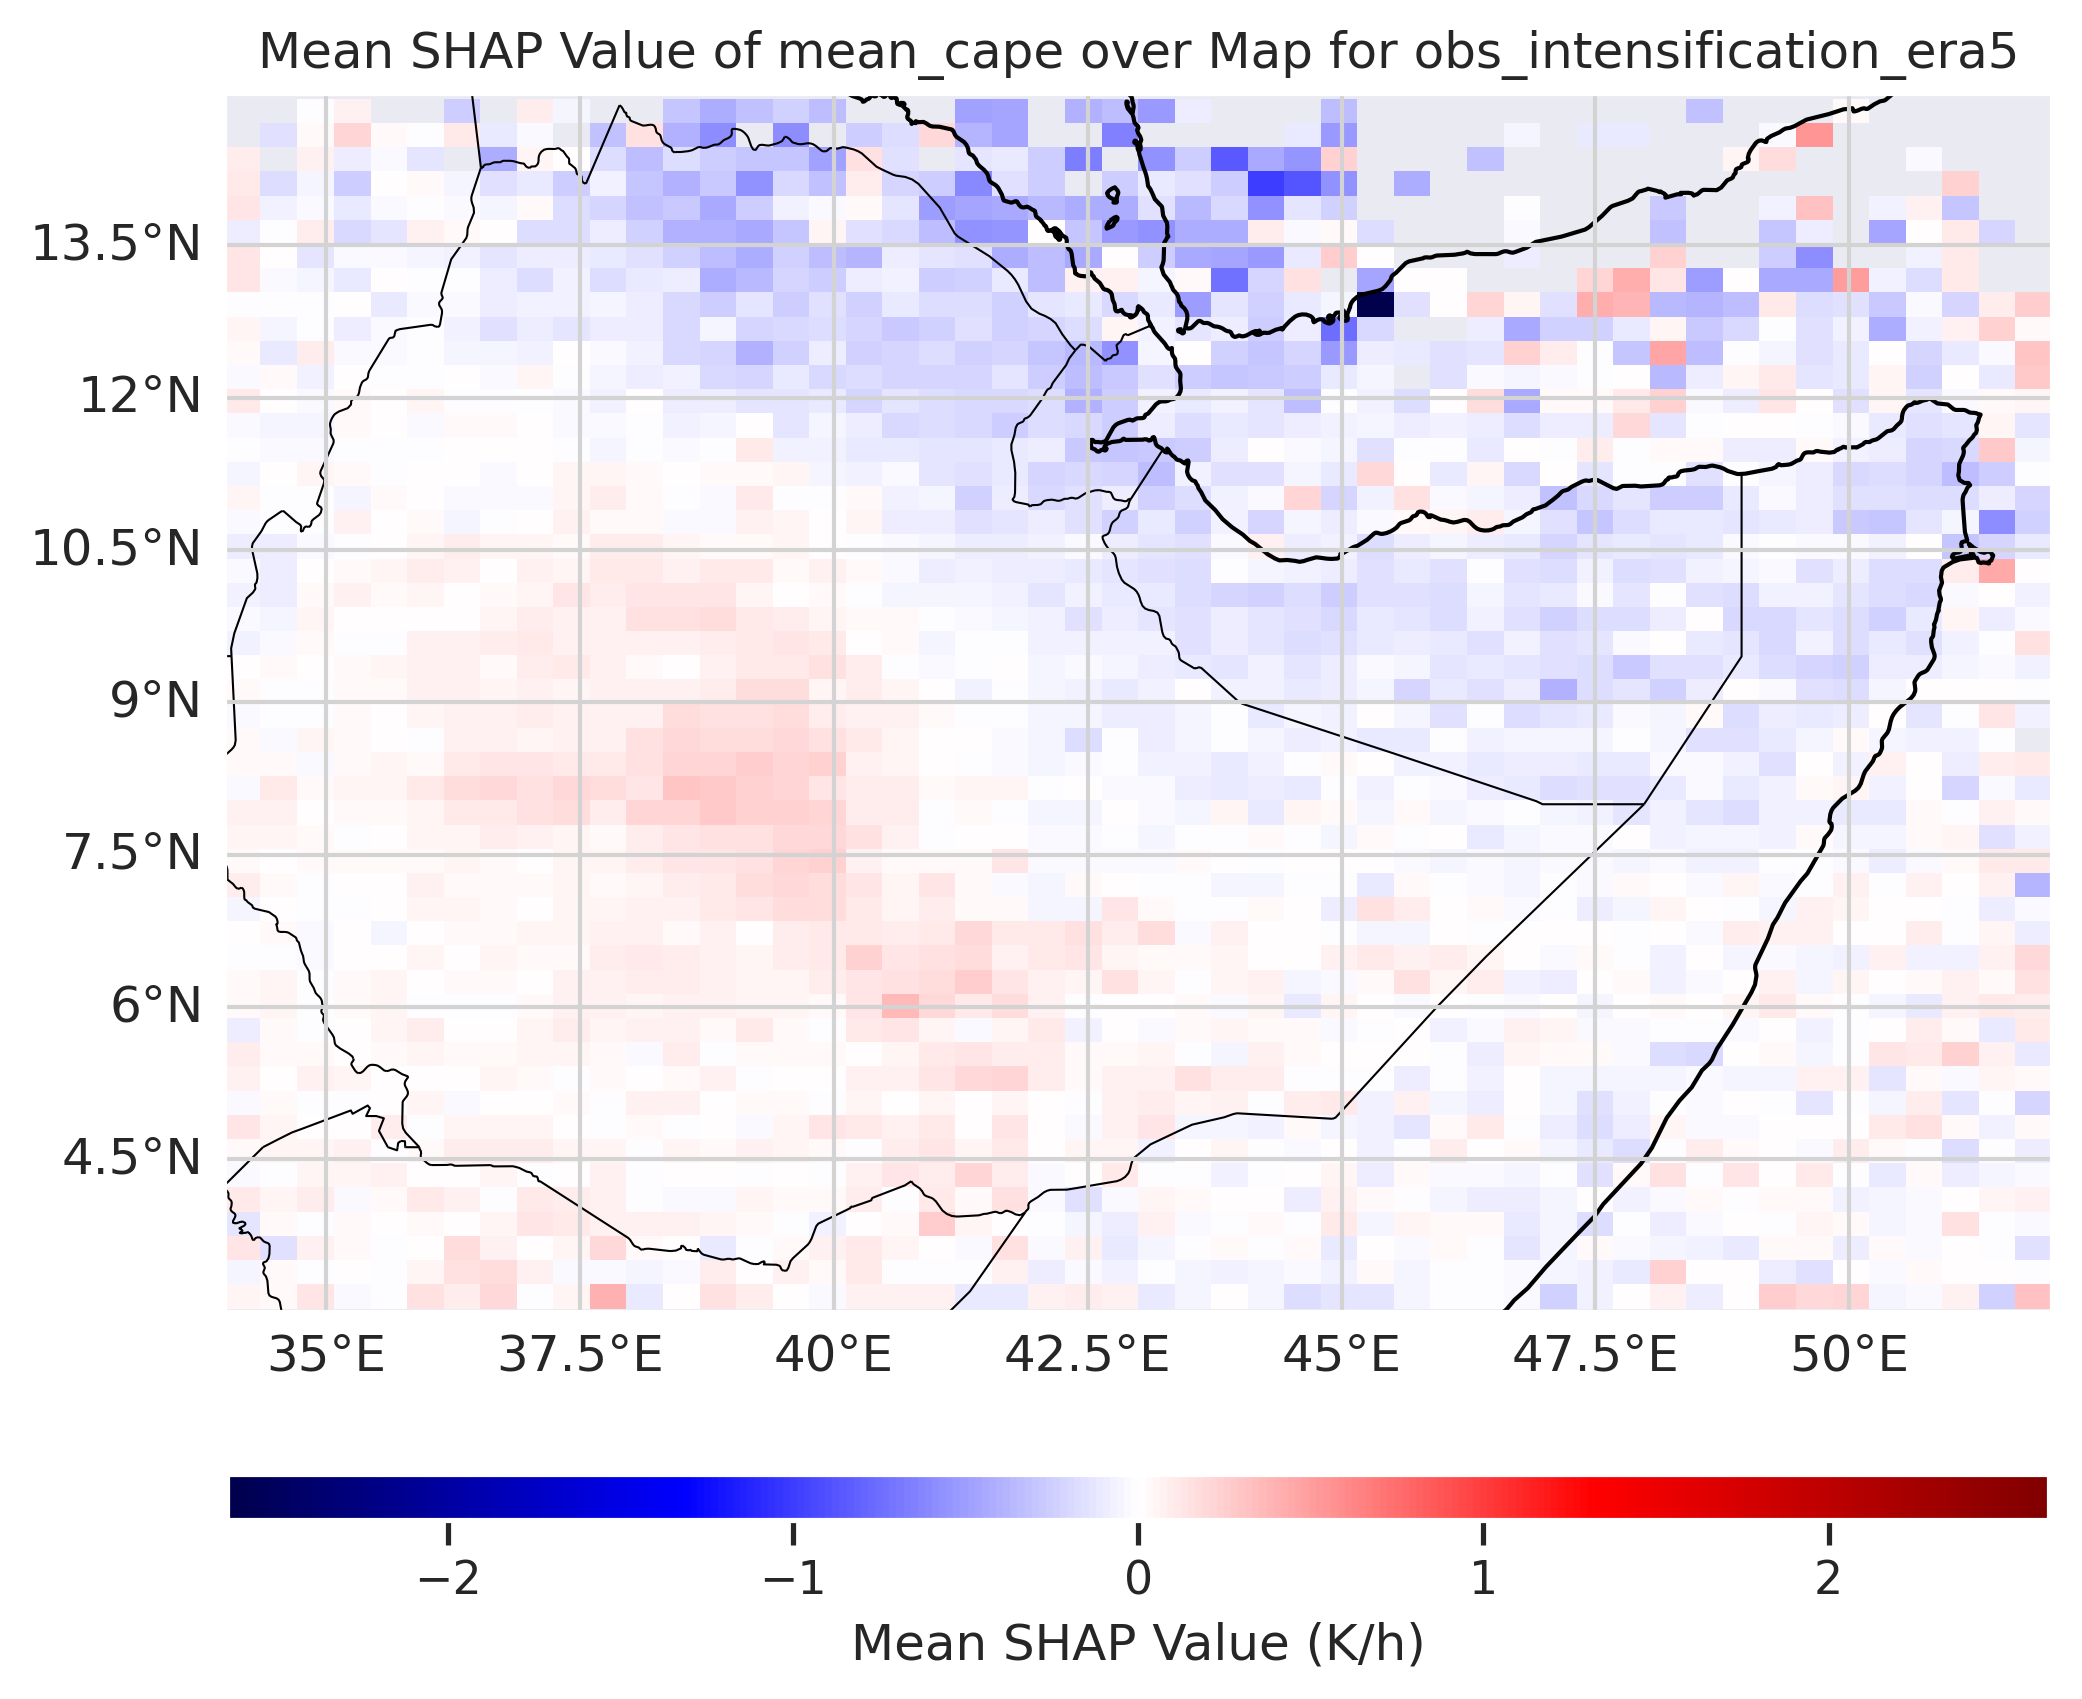 Mean SHAP Value of mean_cape over Map for obs_intensification_era5
13.5°N
12°N
10.5°N
9°N
7.5°N
6°N
4.5°N
35°E 37.5°E 40°E 42.5°E 45°E 47.5°E 50°E
−2 −1 0 1 2
Mean SHAP Value (K/h)